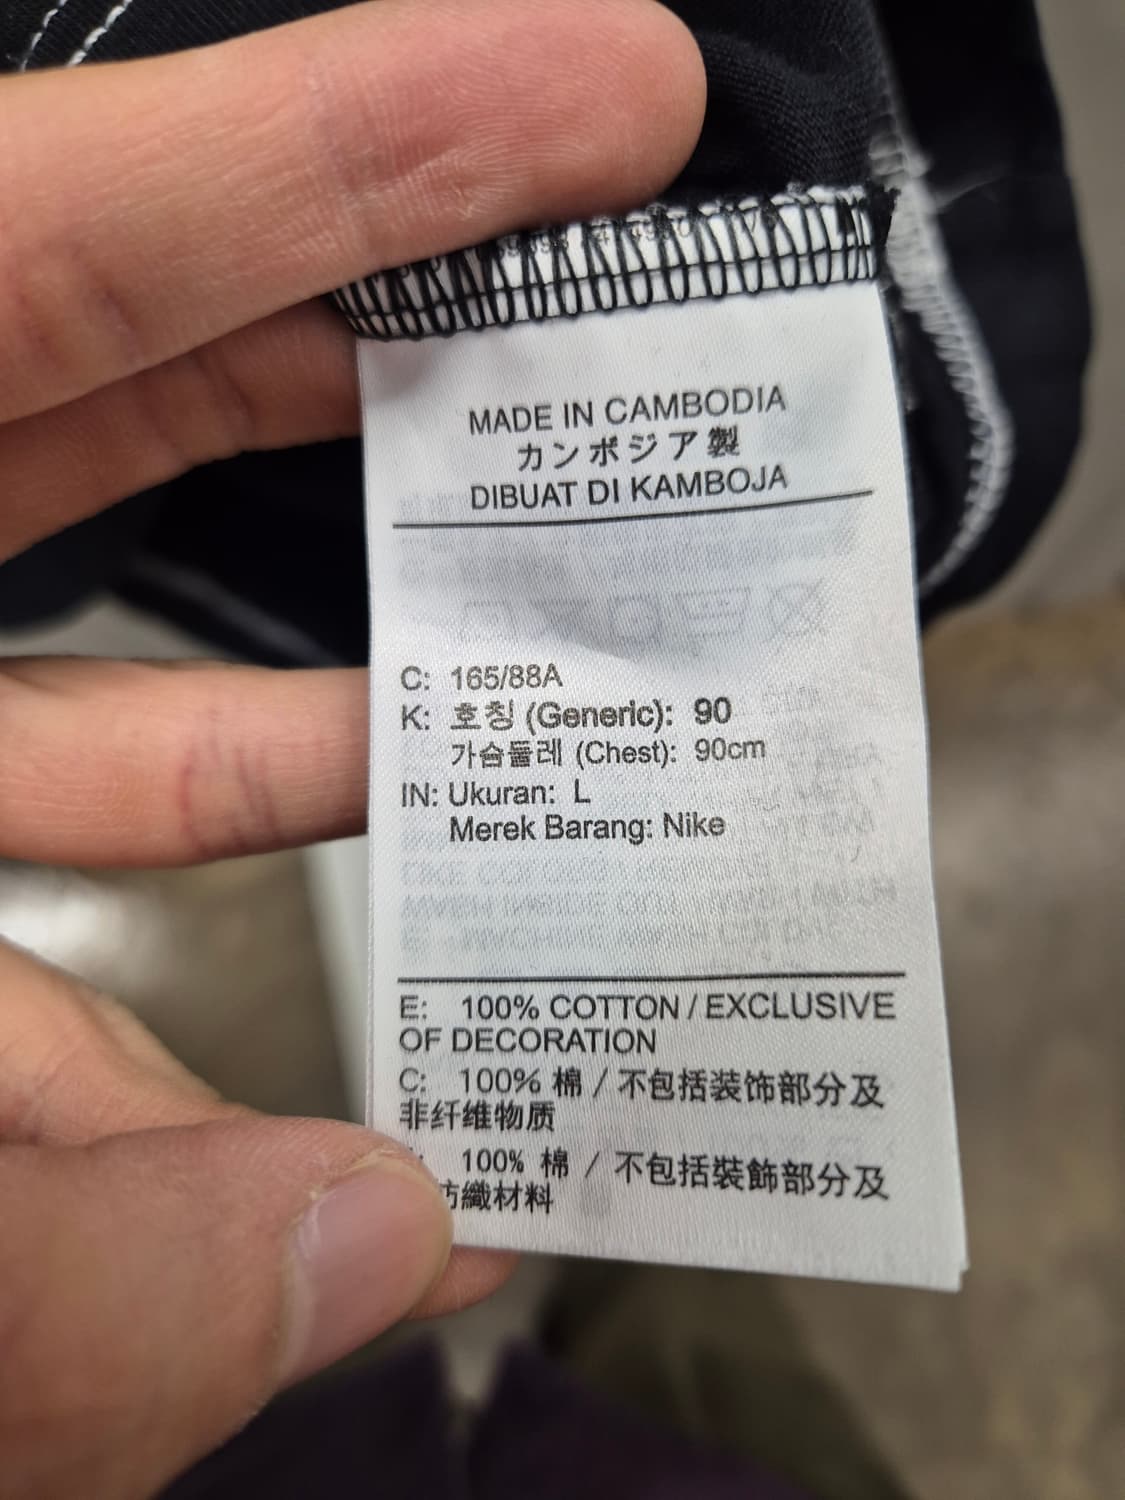 MADE IN CAMBODIA
カンボジア製
DIBUAT DI KAMBOJA
C: 165/88A
K: 호칭 (Generic): 90
가슴둘레 (Chest): 90cm
IN: Ukuran: L
Merek Barang: Nike
E: 100% COTTON / EXCLUSIVE
OF DECORATION
C: 100% 棉 / 不包括装饰部分及
非纤维物质
100% 棉 / 不包括裝飾部分及
紡織材料